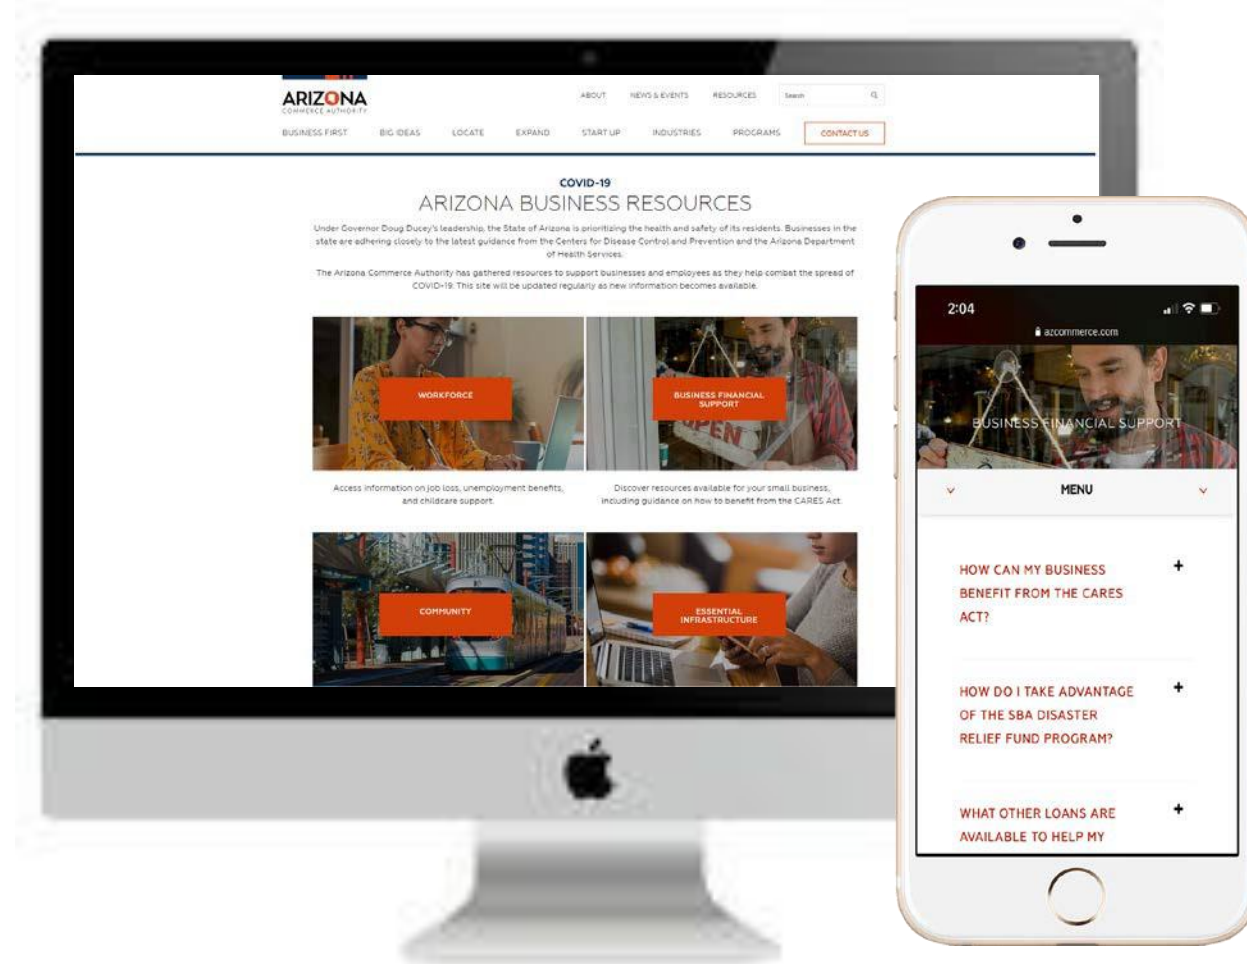 ARIZONA
COMMERCE AUTHORITY
ABOUT NEWS & EVENTS RESOURCES Search
BUSINESS FIRST BIG IDEAS LOCATE EXPAND START UP INDUSTRIES PROGRAMS CONTACT US
COVID-19
ARIZONA BUSINESS RESOURCES
Under Governor Doug Ducey's leadership, the State of Arizona is prioritizing the health and safety of its residents. Businesses in the
state are adhering closely to the latest guidance from the Centers for Disease Control and Prevention and the Arizona Department
of Health Services.
The Arizona Commerce Authority has gathered resources to support businesses and employees as they help combat the spread of
COVID-19. This site will be updated regularly as new information becomes available.
WORKFORCE
BUSINESS FINANCIAL
SUPPORT
OPEN
Access information on job loss, unemployment benefits,
and childcare support.
Discover resources available for your small business,
including guidance on how to benefit from the CARES Act.
COMMUNITY
ESSENTIAL
INFRASTRUCTURE
2:04
azcommerce.com
BUSINESS FINANCIAL SUPPORT
MENU
HOW CAN MY BUSINESS
BENEFIT FROM THE CARES
ACT?
HOW DO I TAKE ADVANTAGE
OF THE SBA DISASTER
RELIEF FUND PROGRAM?
WHAT OTHER LOANS ARE
AVAILABLE TO HELP MY